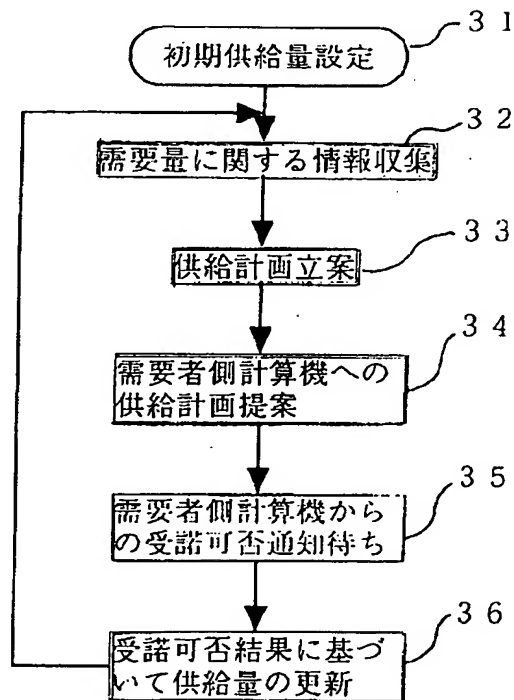 31
初期供給量設定
32
需要量に関する情報収集
33
供給計画立案
34
需要者側計算機への
供給計画提案
35
需要者側計算機から
の受諾可否通知待ち
36
受諾可否結果に基づ
いて供給量の更新